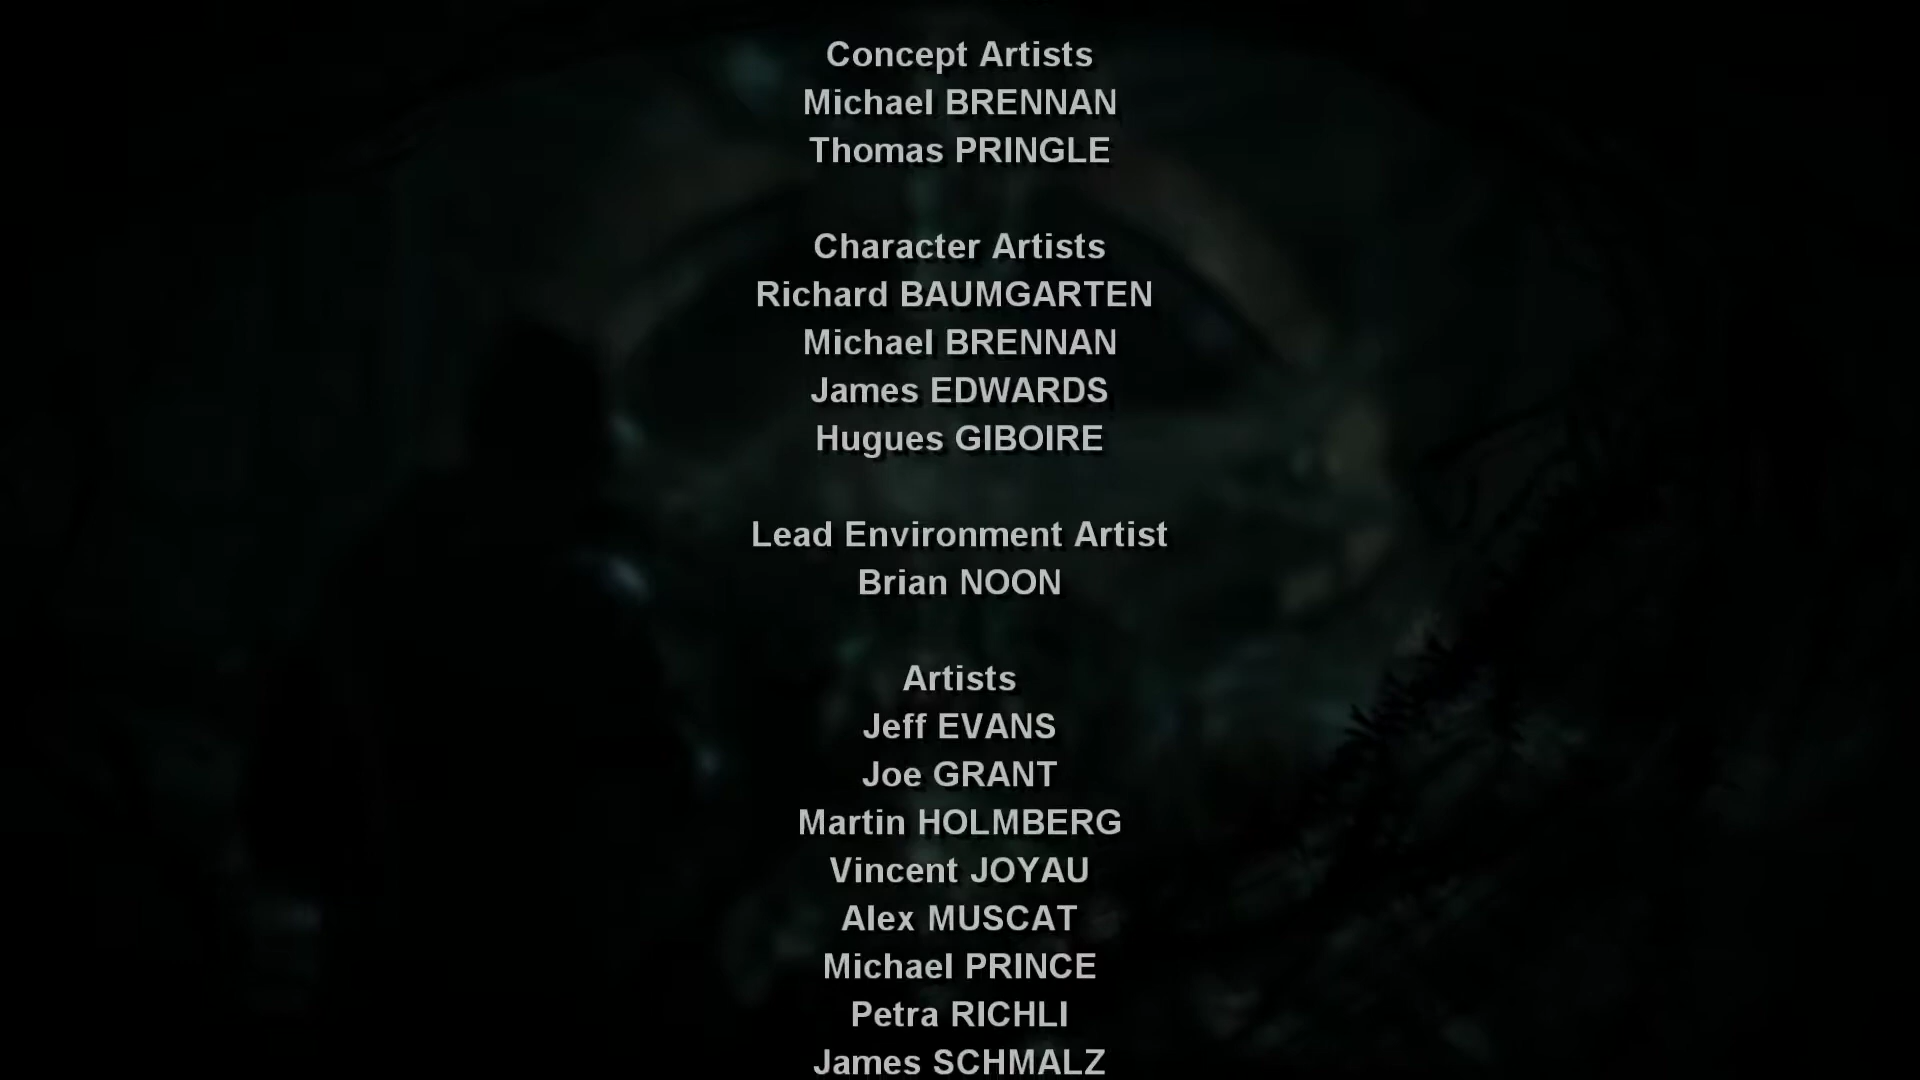 Concept Artists
Michael BRENNAN
Thomas PRINGLE
Character Artists
Richard BAUMGARTEN
Michael BRENNAN
James EDWARDS
Hugues GIBOIRE
Lead Environment Artist
Brian NOON
Artists
Jeff EVANS
Joe GRANT
Martin HOLMBERG
Vincent JOYAU
Alex MUSCAT
Michael PRINCE
Petra RICHLI
James SCHMALZ